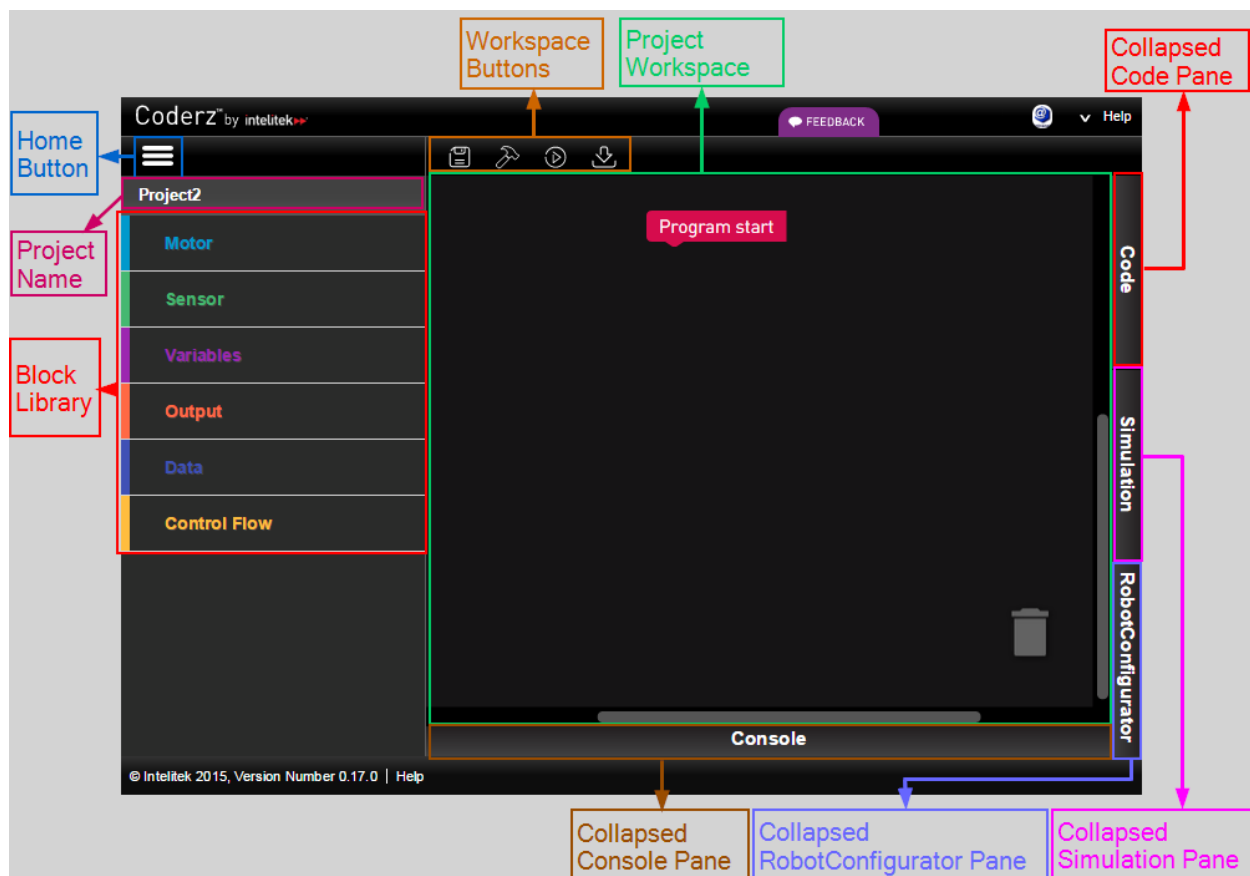 Workspace
Buttons
Project
Workspace
Collapsed
Code Pane
Coderz™ by intelitek
FEEDBACK
Help
Home
Button
Project2
Project
Name
Motor
Sensor
Variables
Output
Data
Control Flow
Block
Library
Program start
Code
Simulation
RobotConfigurator
Console
© Intelitek 2015, Version Number 0.17.0 | Help
Collapsed
Console Pane
Collapsed
RobotConfigurator Pane
Collapsed
Simulation Pane